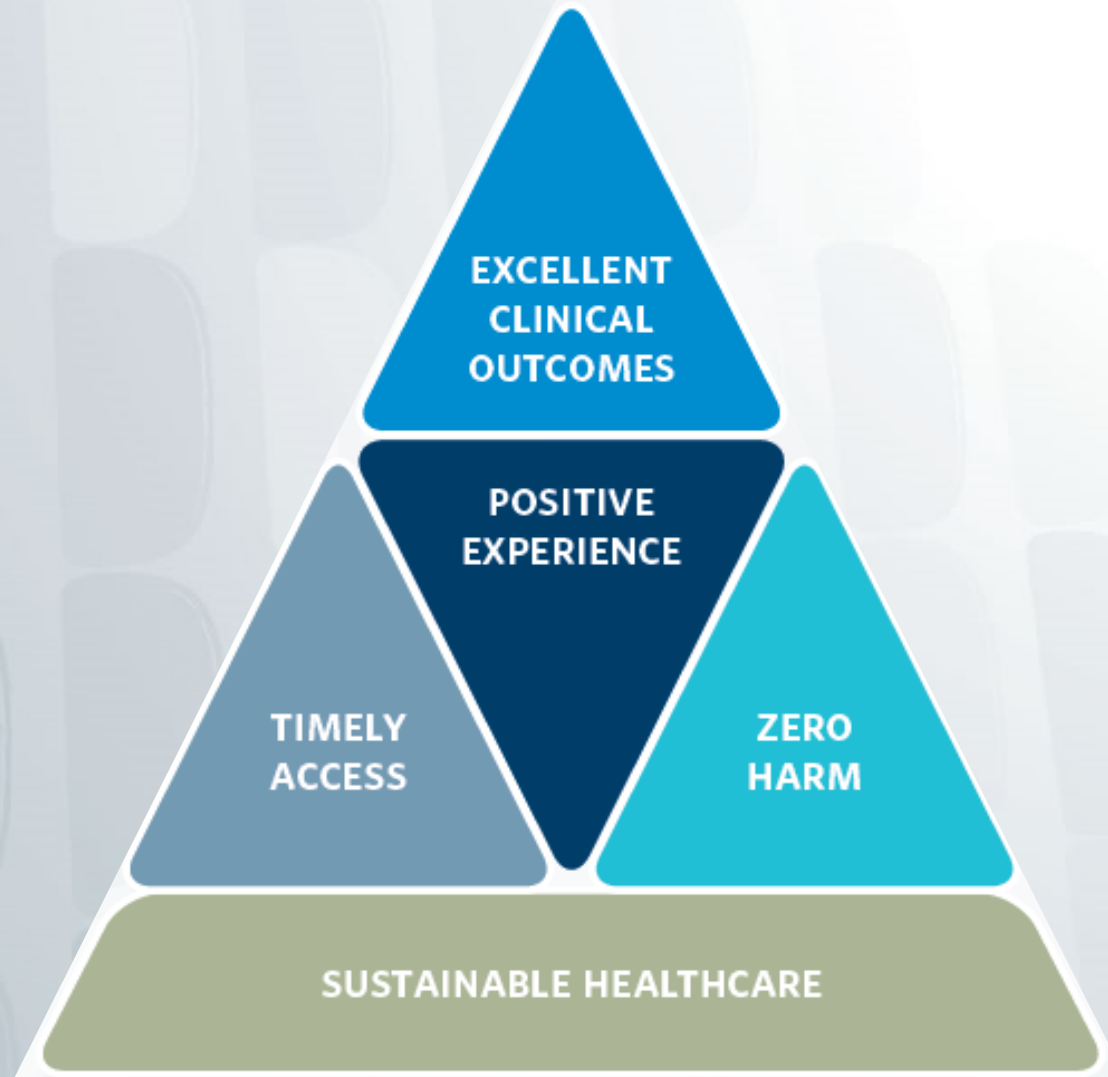 EXCELLENT
CLINICAL
OUTCOMES
POSITIVE
EXPERIENCE
TIMELY
ACCESS
ZERO
HARM
SUSTAINABLE HEALTHCARE